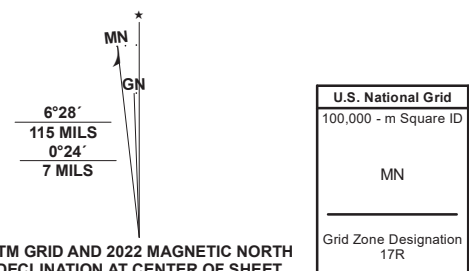 ★
MN
GN
6°28´
115 MILS
0°24´
7 MILS
TM GRID AND 2022 MAGNETIC NORTH
DECLINATION AT CENTER OF SHEET
U.S. National Grid
100,000 - m Square ID
MN
Grid Zone Designation
17R